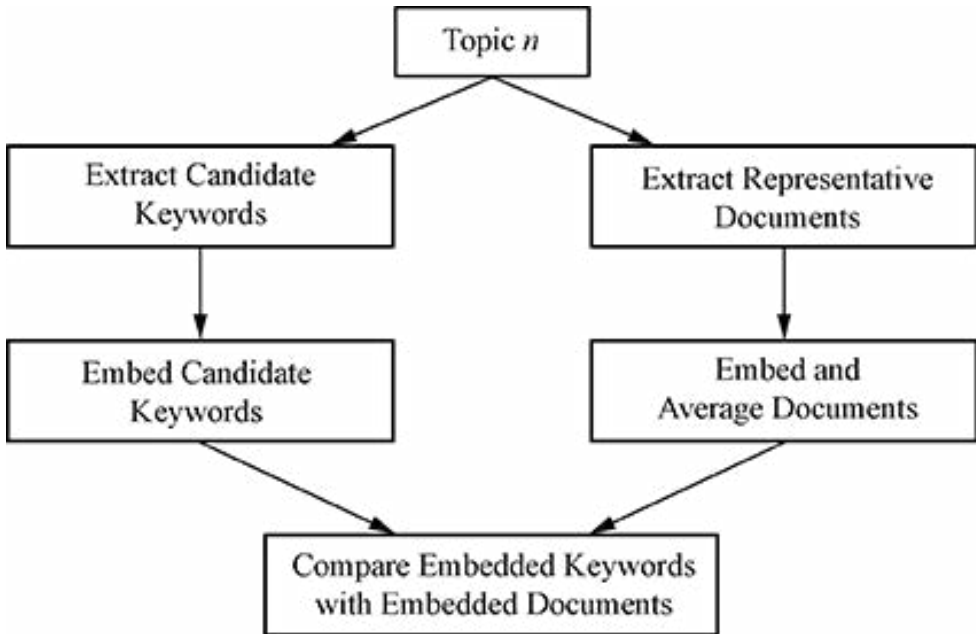 Topic n
Extract Candidate
Keywords
Extract Representative
Documents
Embed Candidate
Keywords
Embed and
Average Documents
Compare Embedded Keywords
with Embedded Documents